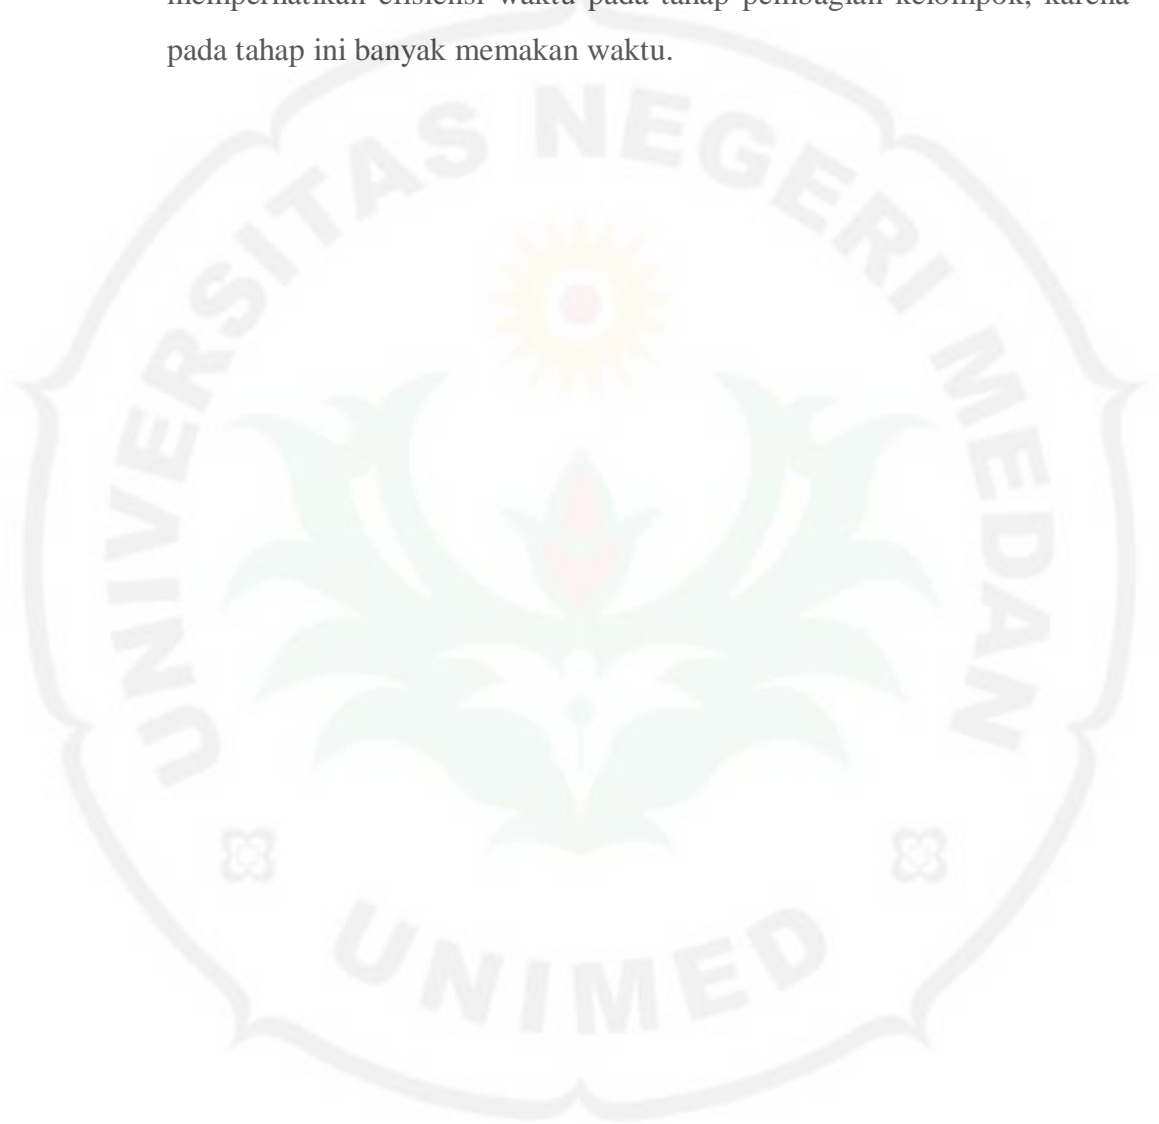 memperhatikan efisiensi waktu pada tahap pembagian kelompok, karena
pada tahap ini banyak memakan waktu.
UNIVERSITAS NEGERI MEDAN
UNIMED